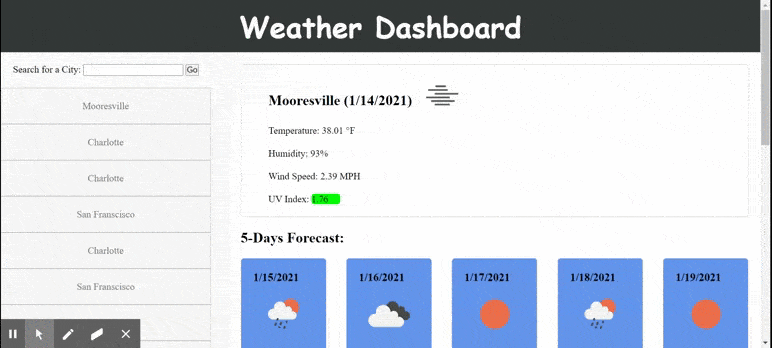 Weather Dashboard
Search for a City: Go
Mooresville
Charlotte
Charlotte
San Franscisco
Charlotte
San Franscisco
Mooresville (1/14/2021)
Temperature: 38.01 °F
Humidity: 93%
Wind Speed: 2.39 MPH
UV Index: 1.76
5-Days Forecast:
1/15/2021 1/16/2021 1/17/2021 1/18/2021 1/19/2021